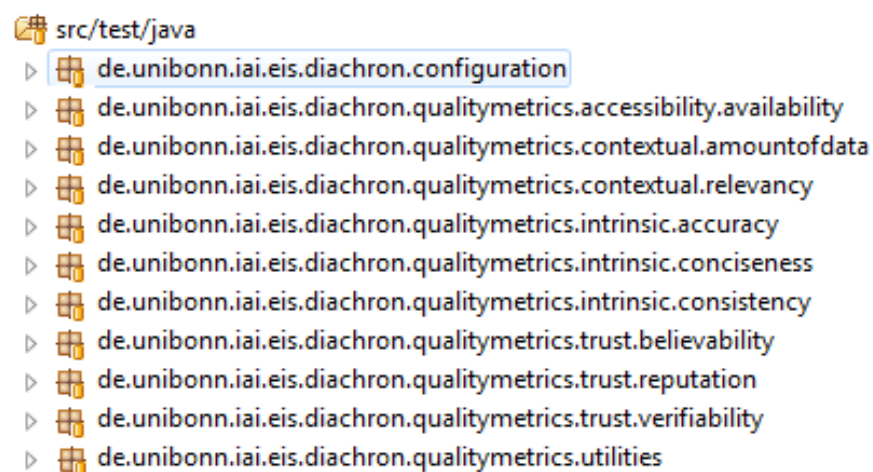 src/test/java
de.unibonn.iai.eis.diachron.configuration
de.unibonn.iai.eis.diachron.qualitymetrics.accessibility.availability
de.unibonn.iai.eis.diachron.qualitymetrics.contextual.amountofdata
de.unibonn.iai.eis.diachron.qualitymetrics.contextual.relevancy
de.unibonn.iai.eis.diachron.qualitymetrics.intrinsic.accuracy
de.unibonn.iai.eis.diachron.qualitymetrics.intrinsic.conciseness
de.unibonn.iai.eis.diachron.qualitymetrics.intrinsic.consistency
de.unibonn.iai.eis.diachron.qualitymetrics.trust.believability
de.unibonn.iai.eis.diachron.qualitymetrics.trust.reputation
de.unibonn.iai.eis.diachron.qualitymetrics.trust.verifiability
de.unibonn.iai.eis.diachron.qualitymetrics.utilities